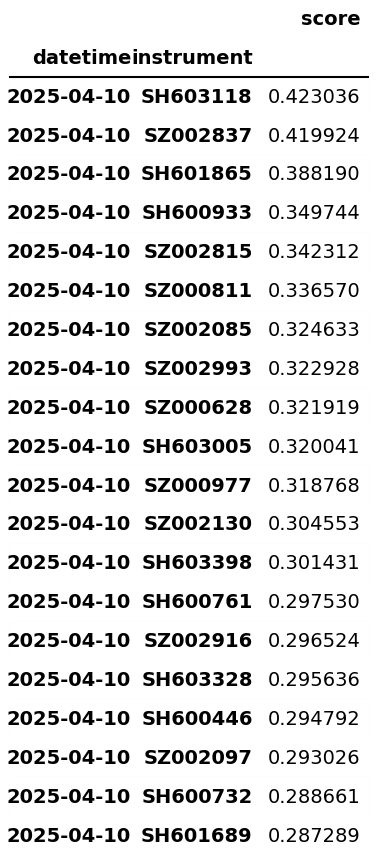 score
datetime instrument
2025-04-10 SH603118 0.423036
2025-04-10 SZ002837 0.419924
2025-04-10 SH601865 0.388190
2025-04-10 SH600933 0.349744
2025-04-10 SZ002815 0.342312
2025-04-10 SZ000811 0.336570
2025-04-10 SZ002085 0.324633
2025-04-10 SZ002993 0.322928
2025-04-10 SZ000628 0.321919
2025-04-10 SH603005 0.320041
2025-04-10 SZ000977 0.318768
2025-04-10 SZ002130 0.304553
2025-04-10 SH603398 0.301431
2025-04-10 SH600761 0.297530
2025-04-10 SZ002916 0.296524
2025-04-10 SH603328 0.295636
2025-04-10 SH600446 0.294792
2025-04-10 SZ002097 0.293026
2025-04-10 SH600732 0.288661
2025-04-10 SH601689 0.287289